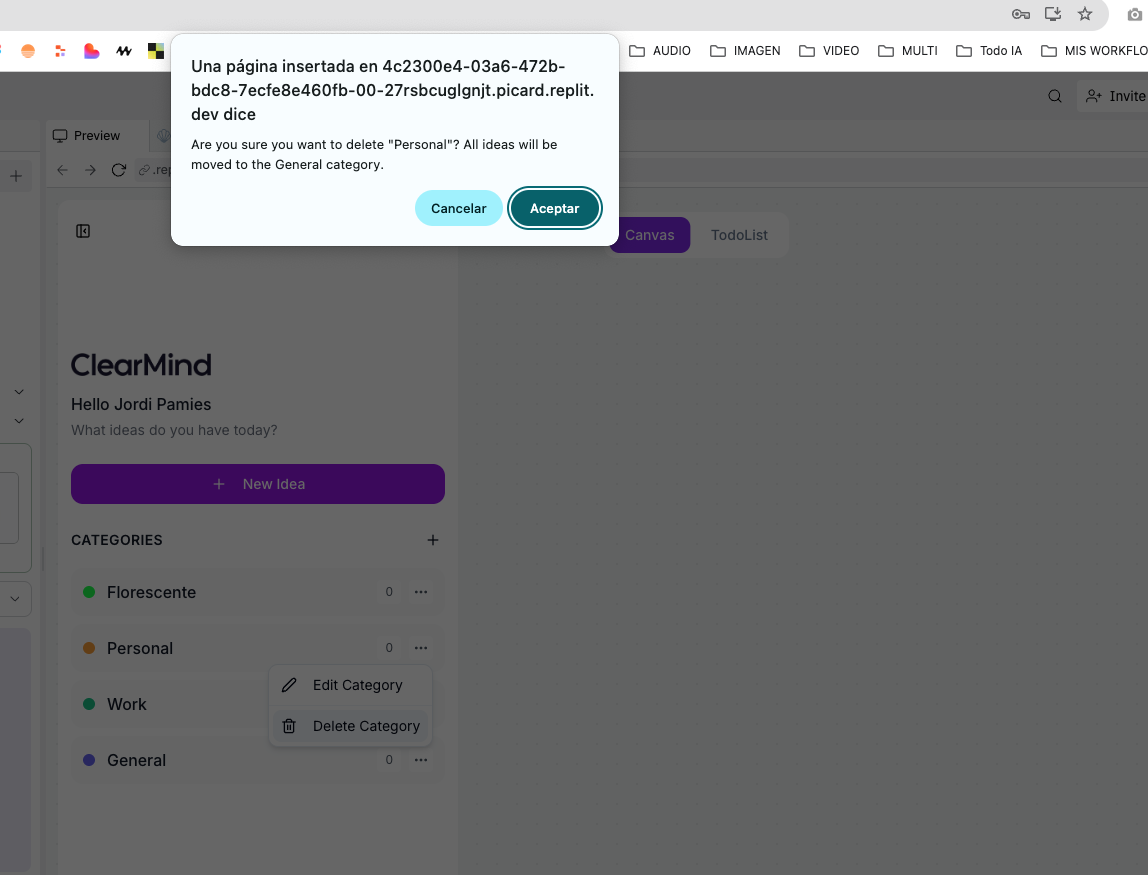 AUDIO
IMAGEN
VIDEO
MULTI
Todo IA
MIS WORKFLO
Una página insertada en 4c2300e4-03a6-472b-
bdc8-7ecfe8e460fb-00-27rsbcuglgnjt.picard.replit.
dev dice
Are you sure you want to delete "Personal"? All ideas will be
moved to the General category.
Cancelar
Aceptar
Invite
Preview
.rep
Canvas
TodoList
ClearMind
Hello Jordi Pamies
What ideas do you have today?
New Idea
CATEGORIES
Florescente 0
Personal 0
Edit Category
Work
Delete Category
General 0